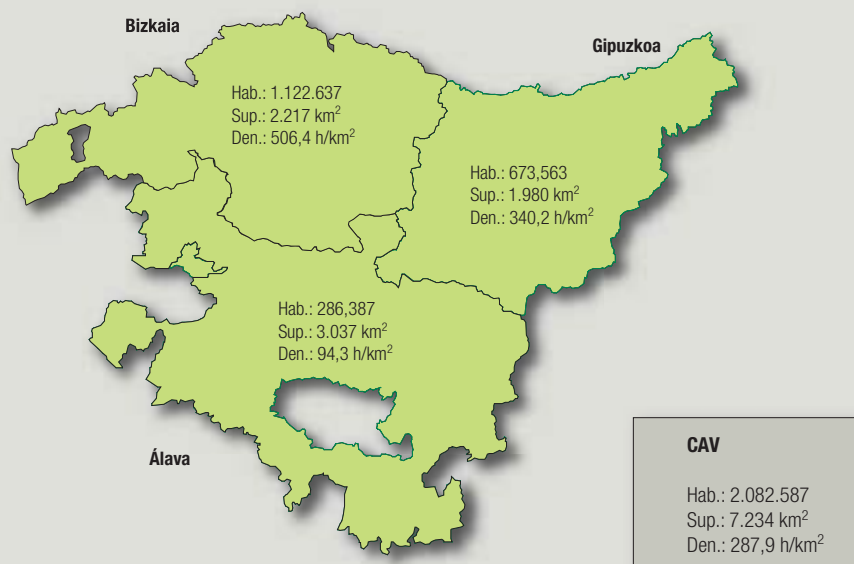 Bizkaia
Gipuzkoa
Hab.: 1.122.637
Sup.: 2.217 km²
Den.: 506,4 h/km²
Hab.: 673,563
Sup.: 1.980 km²
Den.: 340,2 h/km²
Hab.: 286,387
Sup.: 3.037 km²
Den.: 94,3 h/km²
Álava
CAV
Hab.: 2.082.587
Sup.: 7.234 km²
Den.: 287,9 h/km²